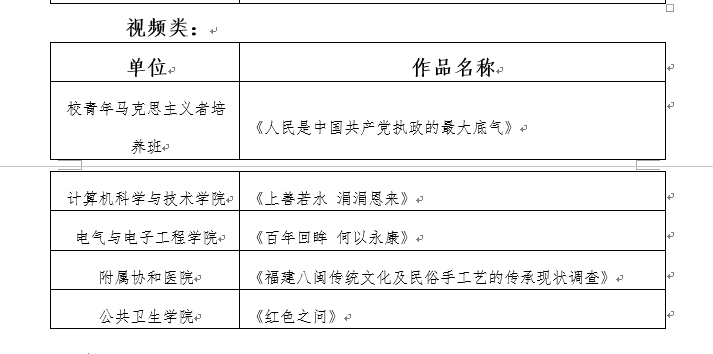 视频类：
单位 作品名称
校青年马克思主义者培
养班
《人民是中国共产党执政的最大底气》
计算机科学与技术学院 《上善若水 涓涓恩来》
电气与电子工程学院 《百年回眸 何以永康》
附属协和医院 《福建八闽传统文化及民俗手工艺的传承现状调查》
公共卫生学院 《红色之问》